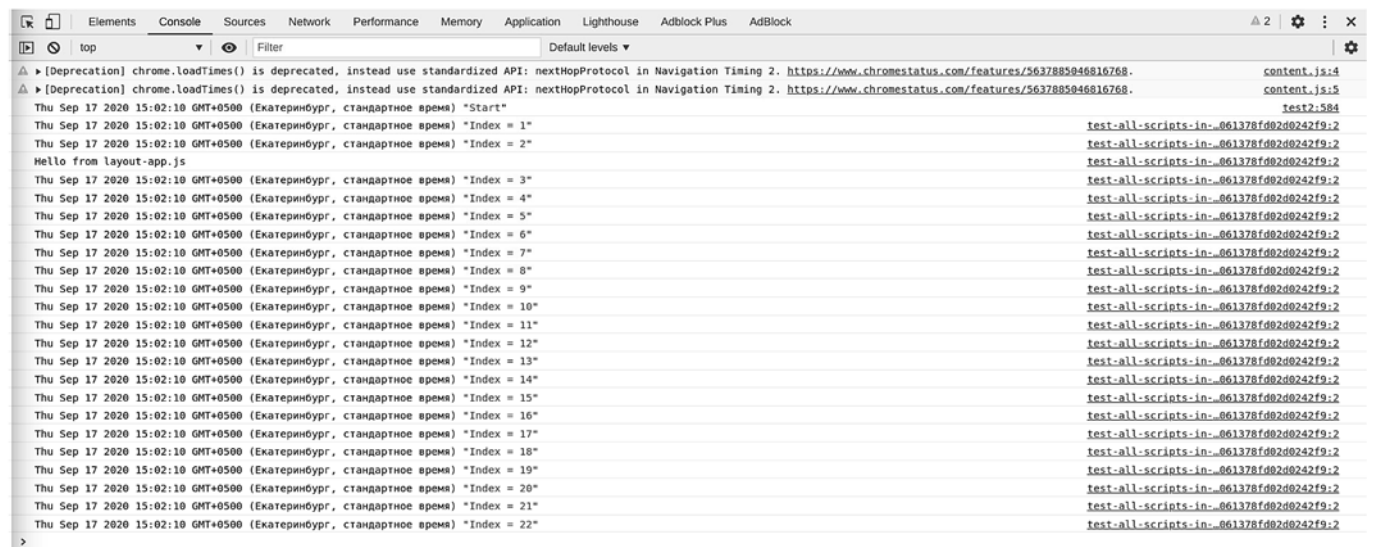 Elements Console Sources Network Performance Memory Application Lighthouse Adblock Plus AdBlock 2
top Filter Default levels ▼
[Deprecation] chrome.loadTimes() is deprecated, instead use standardized API: nextHopProtocol in Navigation Timing 2. https://www.chromestatus.com/features/5637885046816768. content.js:4
[Deprecation] chrome.loadTimes() is deprecated, instead use standardized API: nextHopProtocol in Navigation Timing 2. https://www.chromestatus.com/features/5637885046816768. content.js:5
Thu Sep 17 2020 15:02:10 GMT+0500 (Екатеринбург, стандартное время) "Start" test2:584
Thu Sep 17 2020 15:02:10 GMT+0500 (Екатеринбург, стандартное время) "Index = 1" test-all-scripts-in-…061378fd02d0242f9:2
Thu Sep 17 2020 15:02:10 GMT+0500 (Екатеринбург, стандартное время) "Index = 2" test-all-scripts-in-…061378fd02d0242f9:2
Hello from layout-app.js test-all-scripts-in-…061378fd02d0242f9:2
Thu Sep 17 2020 15:02:10 GMT+0500 (Екатеринбург, стандартное время) "Index = 3" test-all-scripts-in-…061378fd02d0242f9:2
Thu Sep 17 2020 15:02:10 GMT+0500 (Екатеринбург, стандартное время) "Index = 4" test-all-scripts-in-…061378fd02d0242f9:2
Thu Sep 17 2020 15:02:10 GMT+0500 (Екатеринбург, стандартное время) "Index = 5" test-all-scripts-in-…061378fd02d0242f9:2
Thu Sep 17 2020 15:02:10 GMT+0500 (Екатеринбург, стандартное время) "Index = 6" test-all-scripts-in-…061378fd02d0242f9:2
Thu Sep 17 2020 15:02:10 GMT+0500 (Екатеринбург, стандартное время) "Index = 7" test-all-scripts-in-…061378fd02d0242f9:2
Thu Sep 17 2020 15:02:10 GMT+0500 (Екатеринбург, стандартное время) "Index = 8" test-all-scripts-in-…061378fd02d0242f9:2
Thu Sep 17 2020 15:02:10 GMT+0500 (Екатеринбург, стандартное время) "Index = 9" test-all-scripts-in-…061378fd02d0242f9:2
Thu Sep 17 2020 15:02:10 GMT+0500 (Екатеринбург, стандартное время) "Index = 10" test-all-scripts-in-…061378fd02d0242f9:2
Thu Sep 17 2020 15:02:10 GMT+0500 (Екатеринбург, стандартное время) "Index = 11" test-all-scripts-in-…061378fd02d0242f9:2
Thu Sep 17 2020 15:02:10 GMT+0500 (Екатеринбург, стандартное время) "Index = 12" test-all-scripts-in-…061378fd02d0242f9:2
Thu Sep 17 2020 15:02:10 GMT+0500 (Екатеринбург, стандартное время) "Index = 13" test-all-scripts-in-…061378fd02d0242f9:2
Thu Sep 17 2020 15:02:10 GMT+0500 (Екатеринбург, стандартное время) "Index = 14" test-all-scripts-in-…061378fd02d0242f9:2
Thu Sep 17 2020 15:02:10 GMT+0500 (Екатеринбург, стандартное время) "Index = 15" test-all-scripts-in-…061378fd02d0242f9:2
Thu Sep 17 2020 15:02:10 GMT+0500 (Екатеринбург, стандартное время) "Index = 16" test-all-scripts-in-…061378fd02d0242f9:2
Thu Sep 17 2020 15:02:10 GMT+0500 (Екатеринбург, стандартное время) "Index = 17" test-all-scripts-in-…061378fd02d0242f9:2
Thu Sep 17 2020 15:02:10 GMT+0500 (Екатеринбург, стандартное время) "Index = 18" test-all-scripts-in-…061378fd02d0242f9:2
Thu Sep 17 2020 15:02:10 GMT+0500 (Екатеринбург, стандартное время) "Index = 19" test-all-scripts-in-…061378fd02d0242f9:2
Thu Sep 17 2020 15:02:10 GMT+0500 (Екатеринбург, стандартное время) "Index = 20" test-all-scripts-in-…061378fd02d0242f9:2
Thu Sep 17 2020 15:02:10 GMT+0500 (Екатеринбург, стандартное время) "Index = 21" test-all-scripts-in-…061378fd02d0242f9:2
Thu Sep 17 2020 15:02:10 GMT+0500 (Екатеринбург, стандартное время) "Index = 22" test-all-scripts-in-…061378fd02d0242f9:2